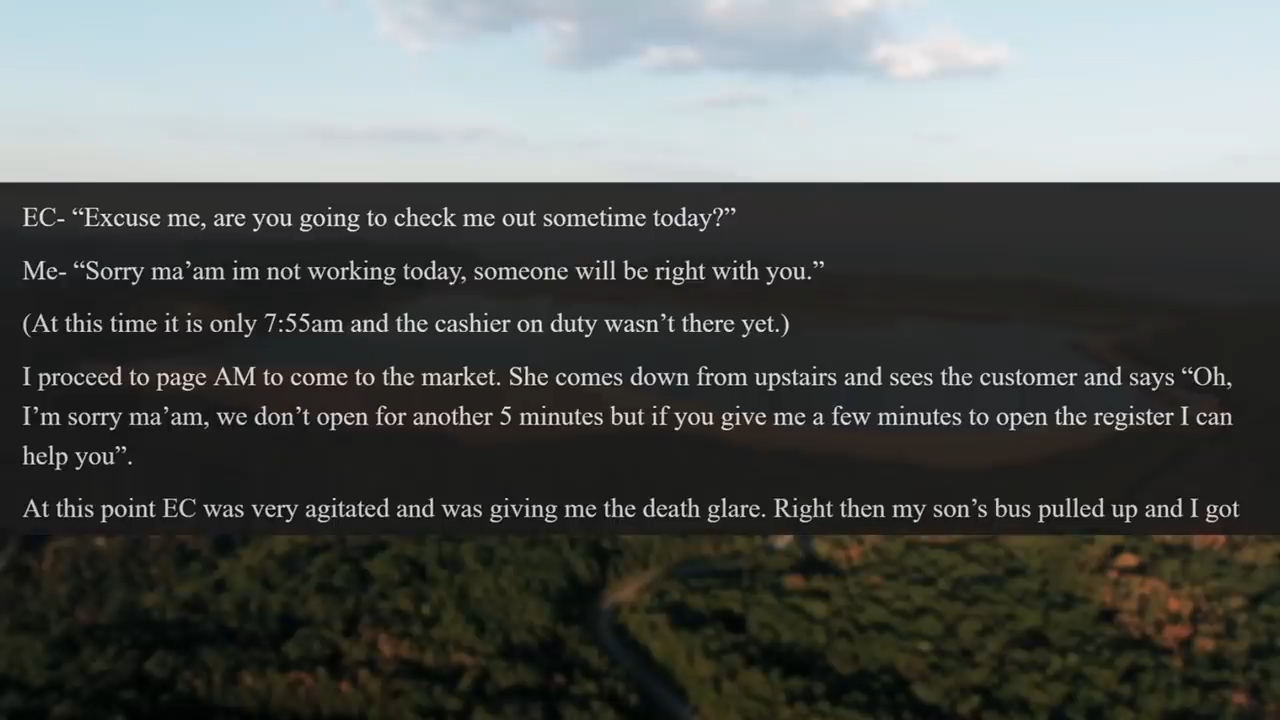 EC- “Excuse me, are you going to check me out sometime today?”
Me- “Sorry ma’am im not working today, someone will be right with you.”
(At this time it is only 7:55am and the cashier on duty wasn’t there yet.)
I proceed to page AM to come to the market. She comes down from upstairs and sees the customer and says “Oh,
I’m sorry ma’am, we don’t open for another 5 minutes but if you give me a few minutes to open the register I can
help you”.
At this point EC was very agitated and was giving me the death glare. Right then my son’s bus pulled up and I got